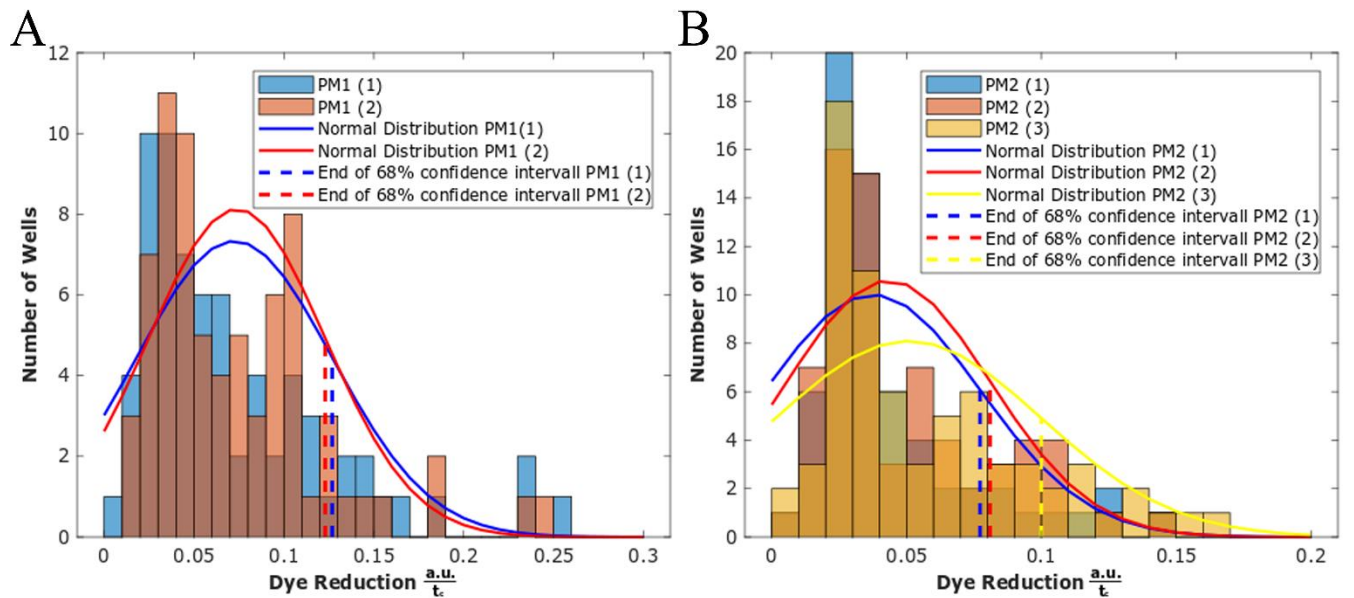 A
12
10
8
6
4
2
0
Number of Wells
PM1 (1)
PM1 (2)
Normal Distribution PM1(1)
Normal Distribution PM1 (2)
End of 68% confidence intervall PM1 (1)
End of 68% confidence intervall PM1 (2)
0 0.05 0.1 0.15 0.2 0.25 0.3
Dye Reduction a.u./t_c
B
20
18
16
14
12
10
8
6
4
2
0
Number of Wells
PM2 (1)
PM2 (2)
PM2 (3)
Normal Distribution PM2 (1)
Normal Distribution PM2 (2)
Normal Distribution PM2 (3)
End of 68% confidence intervall PM2 (1)
End of 68% confidence intervall PM2 (2)
End of 68% confidence intervall PM2 (3)
0 0.05 0.1 0.15 0.2
Dye Reduction a.u./t_c